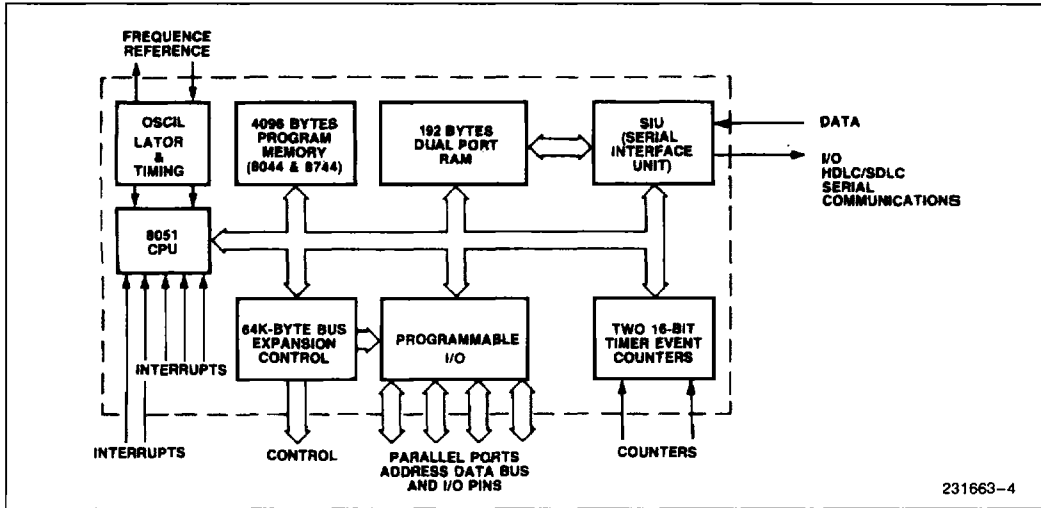 FREQUENCE
REFERENCE
OSCIL
LATOR
&
TIMING
4096 BYTES
PROGRAM
MEMORY
(8044 & 8744)
192 BYTES
DUAL PORT
RAM
SIU
(SERIAL
INTERFACE
UNIT)
DATA
I/O
HDLC/SDLC
SERIAL
COMMUNICATIONS
8051
CPU
64K-BYTE BUS
EXPANSION
CONTROL
PROGRAMMABLE
I/O
TWO 16-BIT
TIMER EVENT
COUNTERS
INTERRUPTS
INTERRUPTS
CONTROL
PARALLEL PORTS
ADDRESS DATA BUS
AND I/O PINS
COUNTERS
231663-4